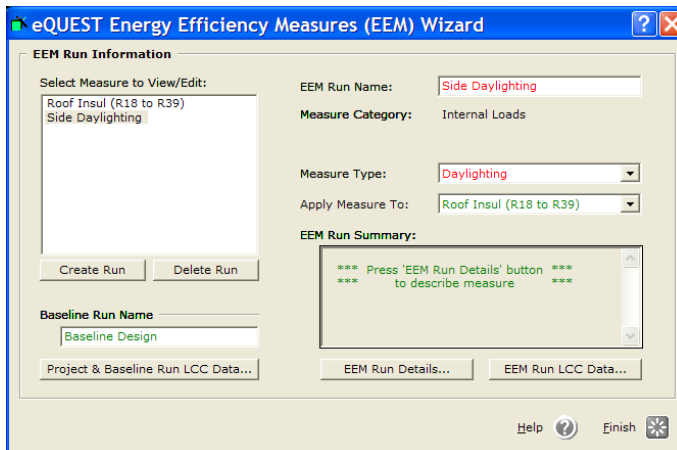 eQUEST Energy Efficiency Measures (EEM) Wizard
EEM Run Information
Select Measure to View/Edit:
Roof Insul (R18 to R39)
Side Daylighting
Create Run
Delete Run
Baseline Run Name
Baseline Design
Project & Baseline Run LCC Data...
EEM Run Name:
Side Daylighting
Measure Category:
Internal Loads
Measure Type:
Daylighting
Apply Measure To:
Roof Insul (R18 to R39)
EEM Run Summary:
*** Press 'EEM Run Details' button ***
*** to describe measure ***
EEM Run Details...
EEM Run LCC Data...
Help ?
Finish